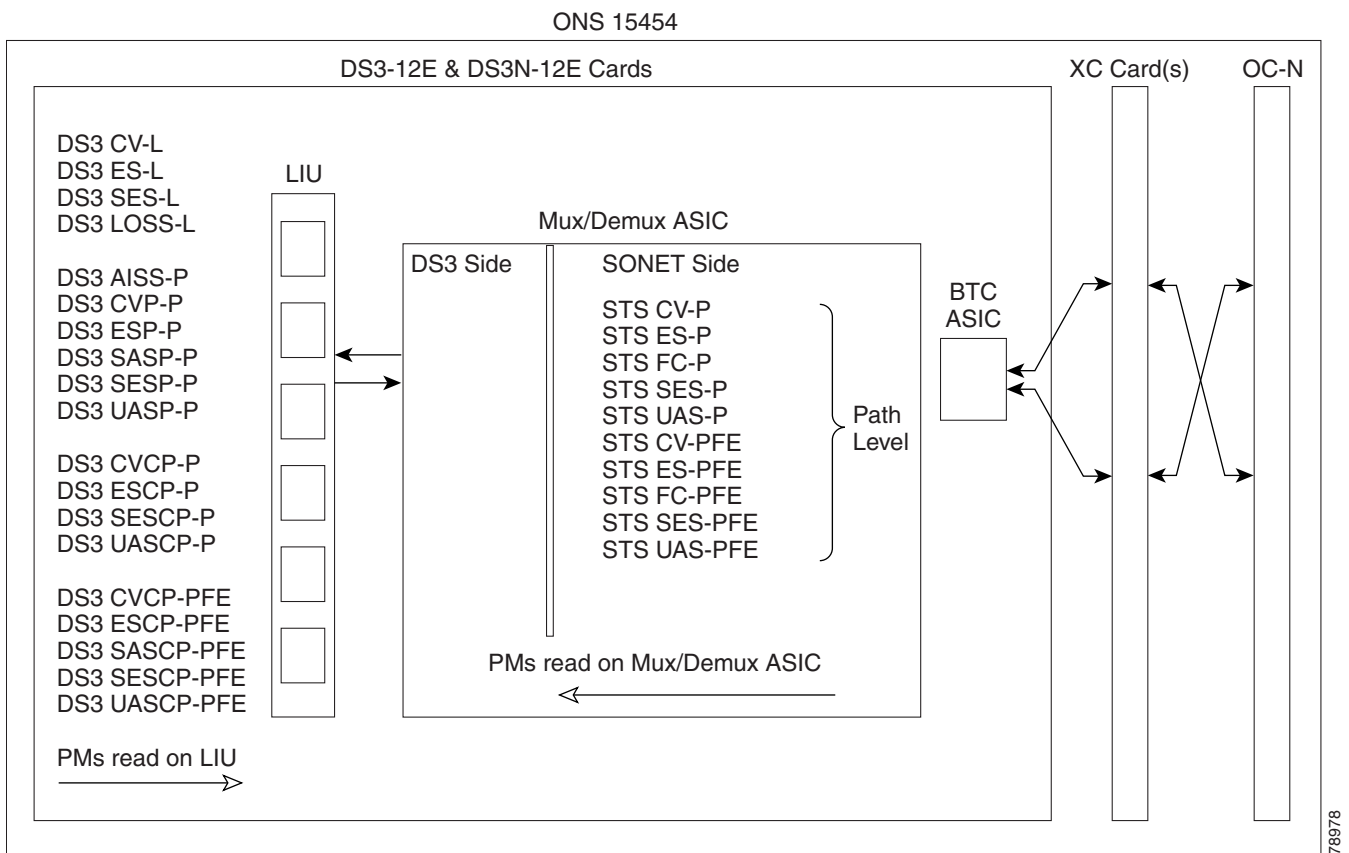 ONS 15454
DS3-12E & DS3N-12E Cards
XC Card(s)
OC-N
DS3 CV-L
DS3 ES-L
DS3 SES-L
DS3 LOSS-L
DS3 AISS-P
DS3 CVP-P
DS3 ESP-P
DS3 SASP-P
DS3 SESP-P
DS3 UASP-P
DS3 CVCP-P
DS3 ESCP-P
DS3 SESCP-P
DS3 UASCP-P
DS3 CVCP-PFE
DS3 ESCP-PFE
DS3 SASCP-PFE
DS3 SESCP-PFE
DS3 UASCP-PFE
PMs read on LIU
LIU
Mux/Demux ASIC
DS3 Side
SONET Side
STS CV-P
STS ES-P
STS FC-P
STS SES-P
STS UAS-P
STS CV-PFE
STS ES-PFE
STS FC-PFE
STS SES-PFE
STS UAS-PFE
Path
Level
PMs read on Mux/Demux ASIC
BTC
ASIC
78978